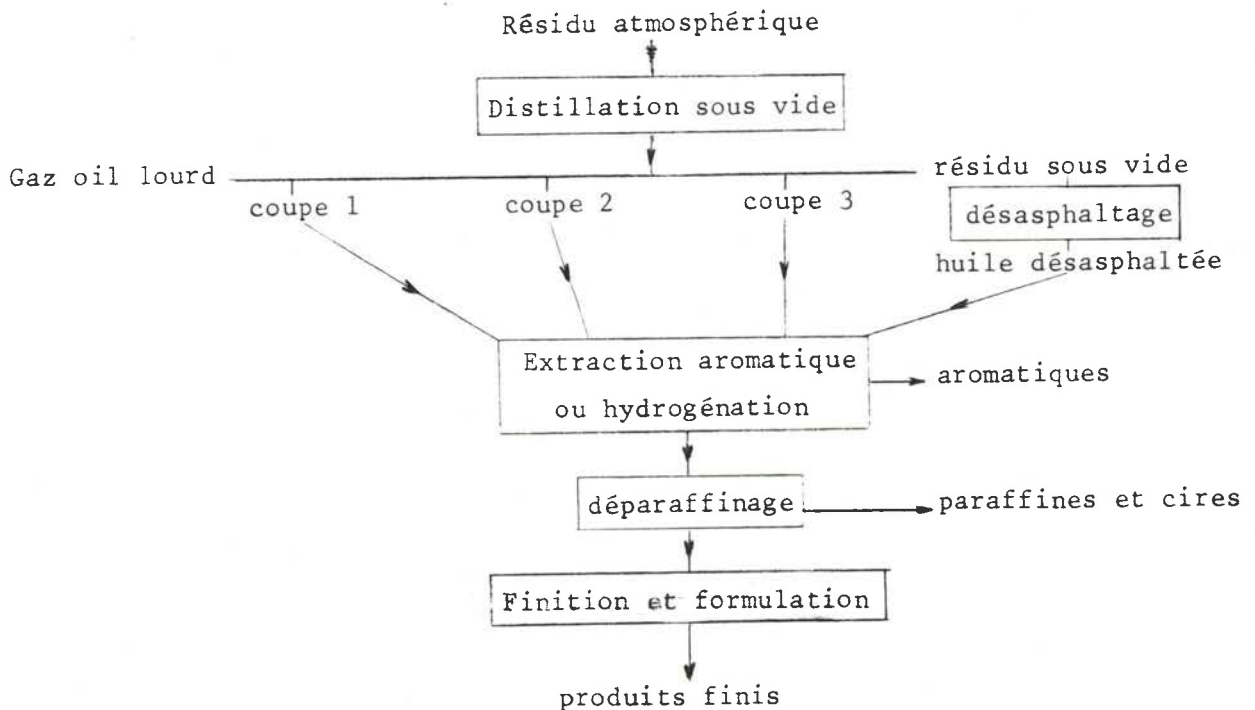 Résidu atmosphérique
Distillation sous vide
Gaz oil lourd
résidu sous vide
coupe 1
coupe 2
coupe 3
désasphaltage
huile désasphaltée
Extraction aromatique
ou hydrogénation
aromatiques
déparaffinage
paraffines et cires
Finition et formulation
produits finis